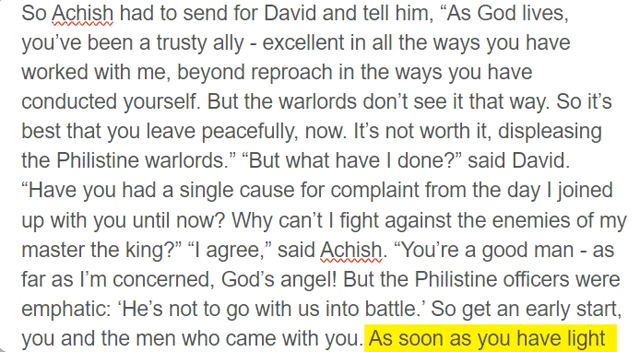 So Achish had to send for David and tell him, “As God lives,
you’ve been a trusty ally - excellent in all the ways you have
worked with me, beyond reproach in the ways you have
conducted yourself. But the warlords don’t see it that way. So it’s
best that you leave peacefully, now. It’s not worth it, displeasing
the Philistine warlords.” “But what have I done?” said David.
“Have you had a single cause for complaint from the day I joined
up with you until now? Why can’t I fight against the enemies of my
master the king?” “I agree,” said Achish. “You’re a good man - as
far as I’m concerned, God’s angel! But the Philistine officers were
emphatic: ‘He’s not to go with us into battle.’ So get an early start,
you and the men who came with you. As soon as you have light